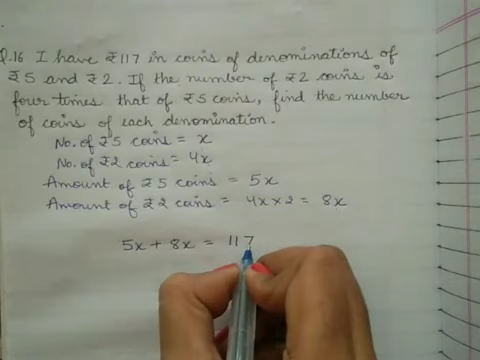 Q.16 I have ₹117 in coins of denominations of
₹5 and ₹2. If the number of ₹2 coins is
four times that of ₹5 coins, find the number
of coins of each denomination.
No. of ₹5 coins = x
No. of ₹2 coins = 4x
Amount of ₹5 coins = 5x
Amount of ₹2 coins = 4x×2 = 8x
5x + 8x = 117